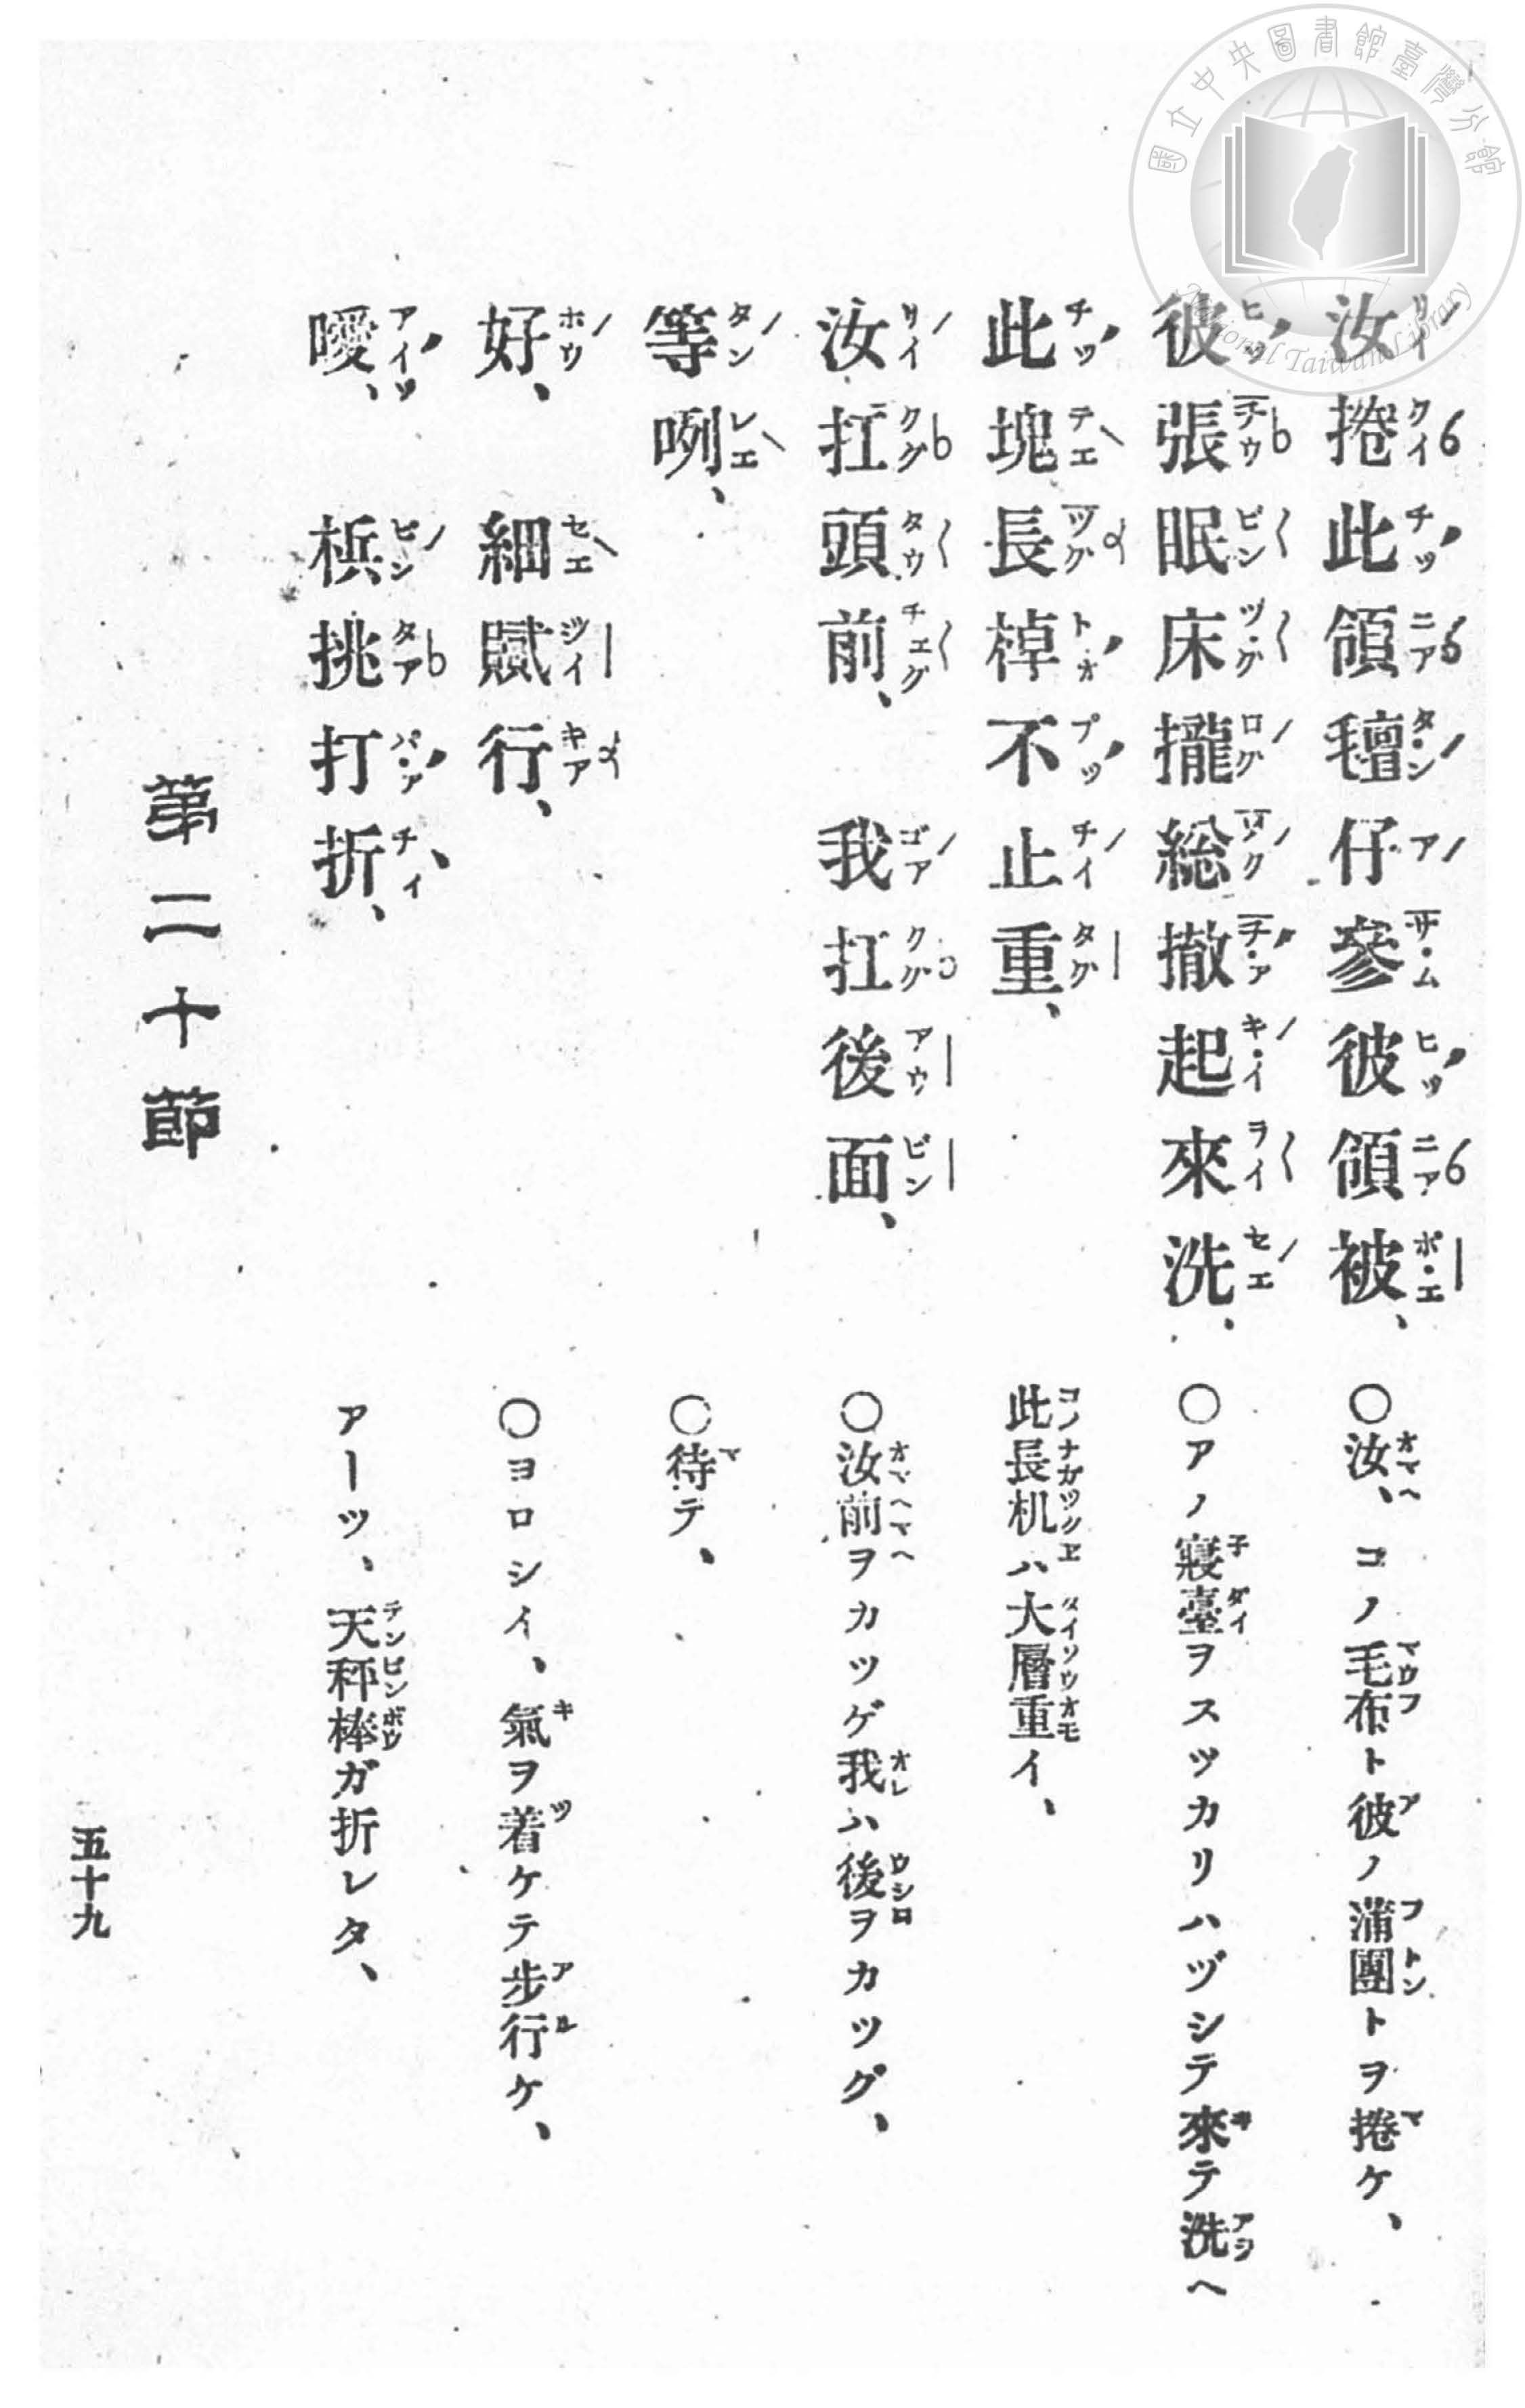 國立中央圖書館臺灣分館
National Taiwan Library
汝捲此領氈仔參彼領被、
彼張眠床攏総撤起來洗、
此塊長棹不止重、
汝扛頭前、我扛後面、
等咧、
好、細膩行、
噯、梹挑打折、
○汝、コノ毛布ト彼ノ蒲團トヲ捲ケ、
○アノ寢臺ヲスツカリハヅシテ來テ洗ヘ
此長机ハ大層重イ、
○汝前ヲカツゲ我ハ後ヲカツグ、
○待テ、
○ヨロシイ、氣ヲ着ケテ步行ケ、
アーツ、天秤棒ガ折レタ、
第二十節
五十九